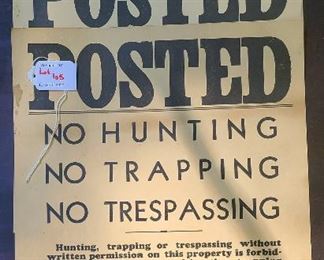 POSTED
POSTED
Lot
105
NO HUNTING
NO TRAPPING
NO TRESPASSING
Hunting, trapping or trespassing without
written permission on this property is forbid-